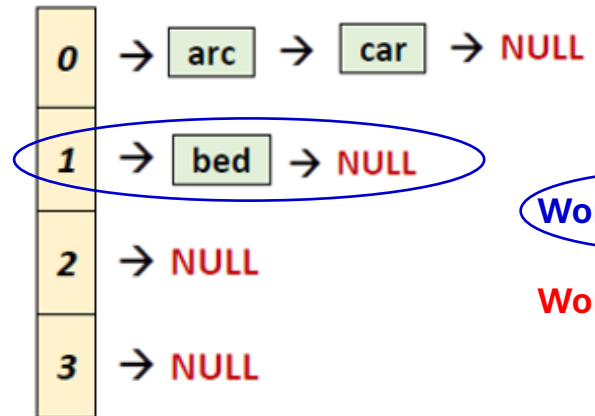 0 → arc → car → NULL
1 → bed → NULL
Wo
2 → NULL
Wo
3 → NULL